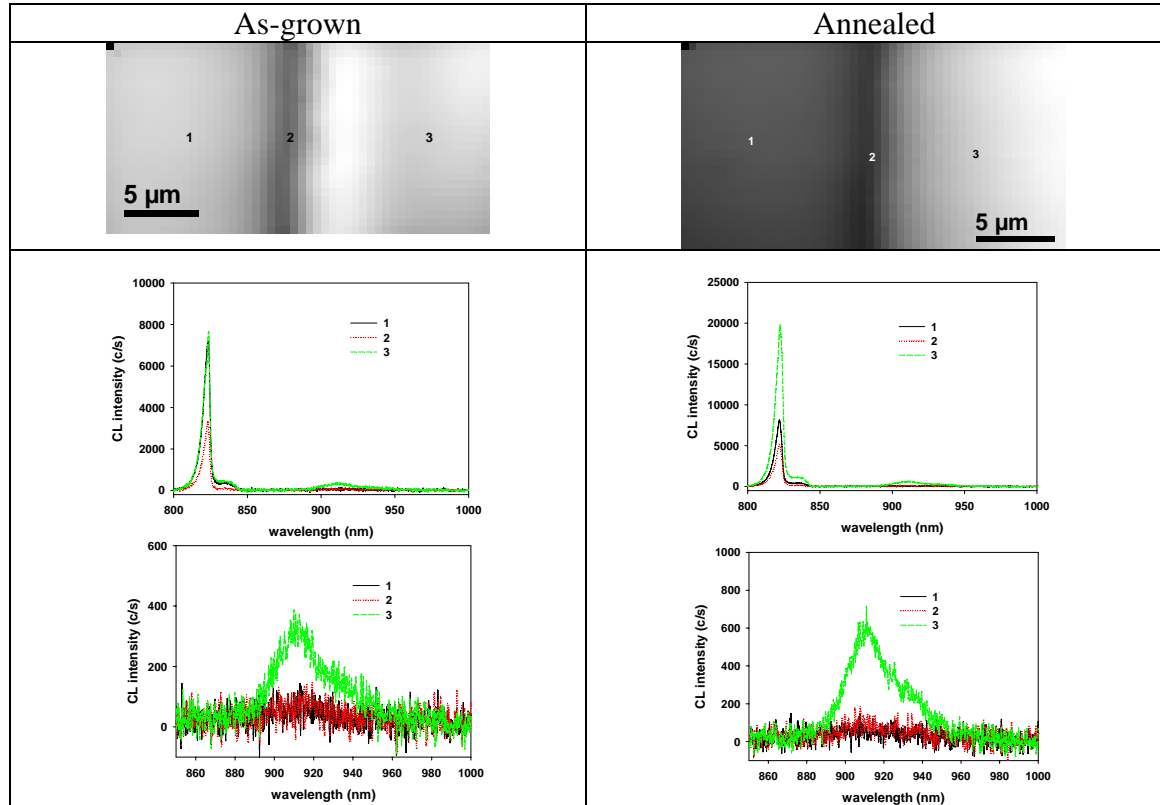 As-grown
Annealed
1 2 3
5 µm
1 2 3
5 µm
10000
8000
6000
4000
2000
0
CL intensity (c/s)
1
2
3
800 850 900 950 1000
wavelength (nm)
25000
20000
15000
10000
5000
0
CL intensity (c/s)
1
2
3
800 850 900 950 1000
wavelength (nm)
600
400
200
0
CL intensity (c/s)
1
2
3
860 880 900 920 940 960 980 1000
wavelength (nm)
1000
800
600
400
200
0
CL intensity (c/s)
1
2
3
860 880 900 920 940 960 980 1000
wavelength (nm)